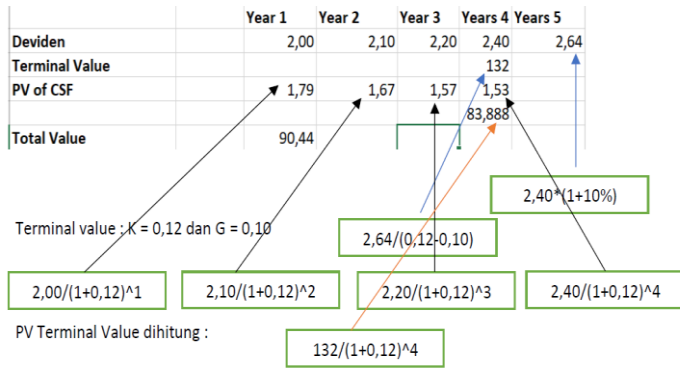 Year 1 Year 2 Year 3 Years 4 Years 5
Deviden 2,00 2,10 2,20 2,40 2,64
Terminal Value 132
PV of CSF 1,79 1,67 1,57 1,53
83,888
Total Value 90,44
2,40*(1+10%)
Terminal value : K = 0,12 dan G = 0,10
2,64/(0,12-0,10)
2,00/(1+0,12)^1 2,10/(1+0,12)^2 2,20/(1+0,12)^3 2,40/(1+0,12)^4
PV Terminal Value dihitung :
132/(1+0,12)^4